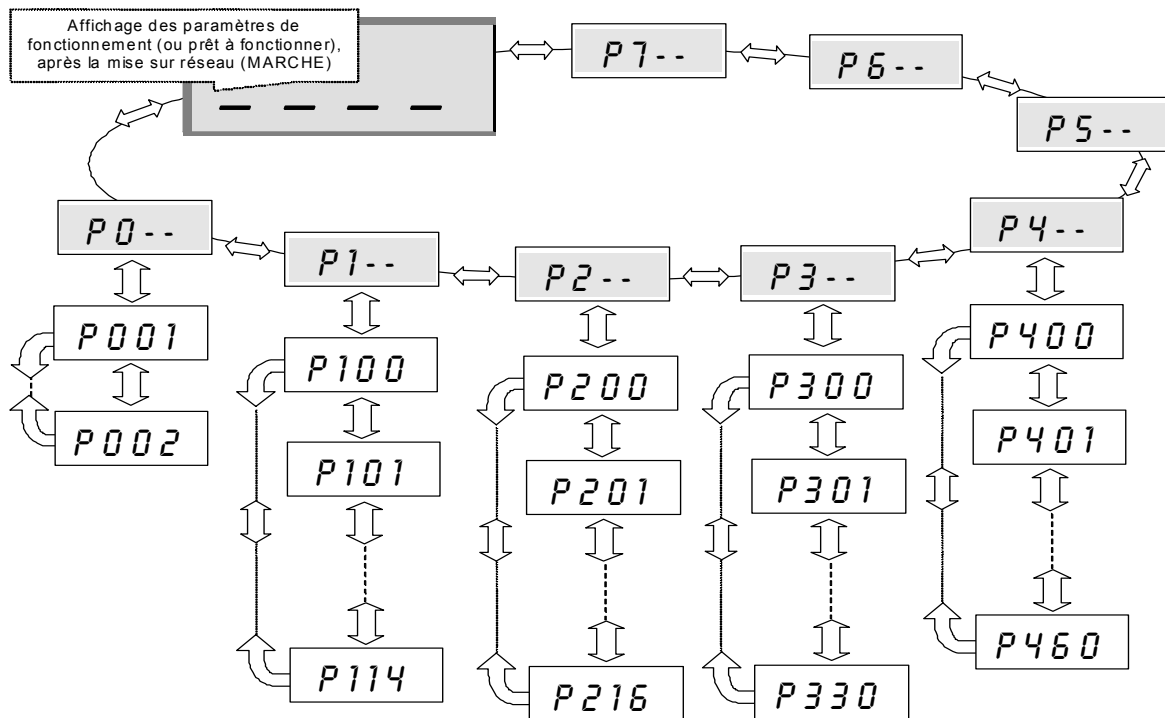 Affichage des paramètres de
fonctionnement (ou prêt à fonctionner),
après la mise sur réseau (MARCHE)
_ _ _ _
P7--
P6--
P5--
P0--
P1--
P2--
P3--
P4--
P001
P002
P100
P101
P114
P200
P201
P216
P300
P301
P330
P400
P401
P460